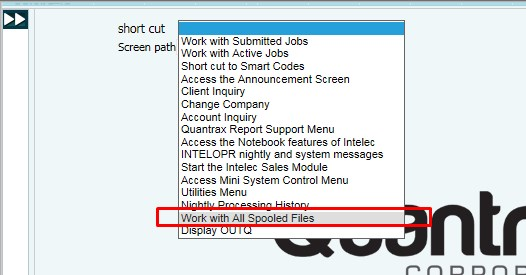 short cut
Screen path
Work with Submitted Jobs
Work with Active Jobs
Short cut to Smart Codes
Access the Announcement Screen
Client Inquiry
Change Company
Account Inquiry
Quantrax Report Support Menu
Access the Notebook features of Intelec
INTELOPR nightly and system messages
Start the Intelec Sales Module
Access Mini System Control Menu
Utilities Menu
Nightly Processing History
Work with All Spooled Files
Display OUTQ
Quantr
CORPOR